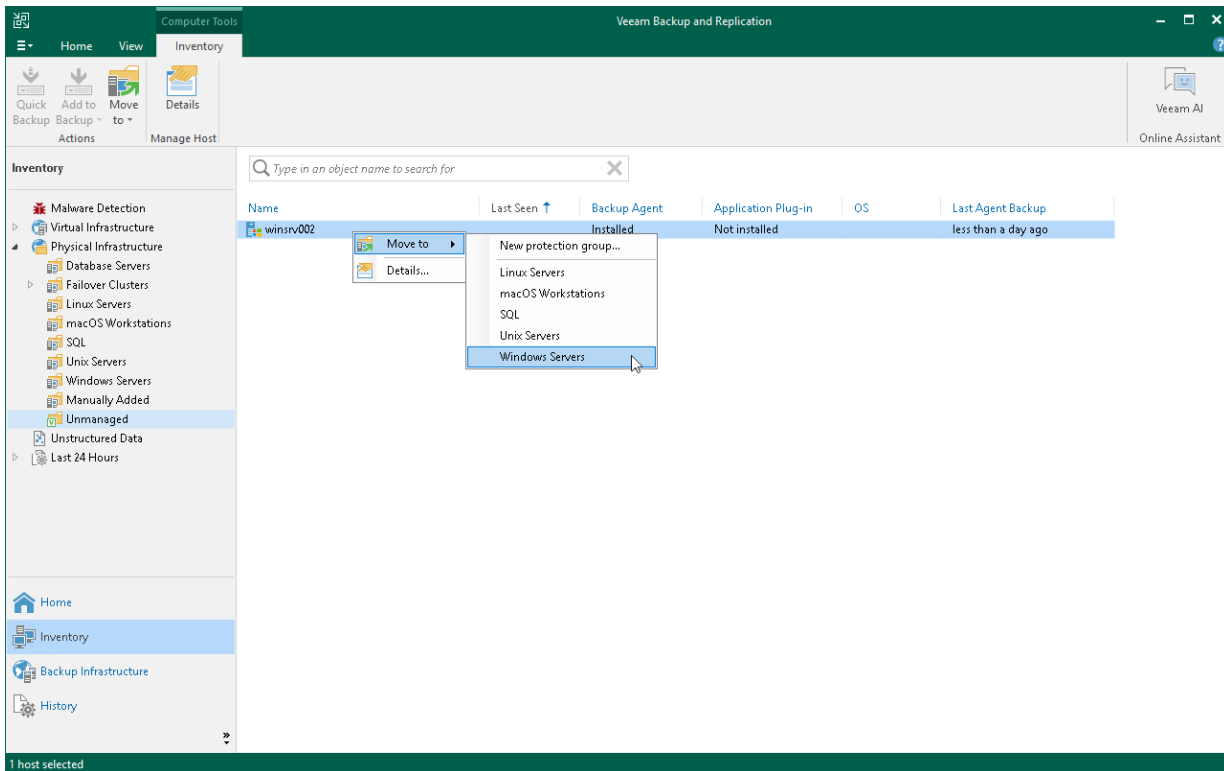 Computer Tools
Veeam Backup and Replication
Home View Inventory
Quick Backup
Add to Backup
Move to
Details
Veeam AI
Actions
Manage Host
Online Assistant
Inventory
Type in an object name to search for
Malware Detection
Virtual Infrastructure
Physical Infrastructure
Database Servers
Failover Clusters
Linux Servers
macOS Workstations
SQL
Unix Servers
Windows Servers
Manually Added
Unmanaged
Unstructured Data
Last 24 Hours
Name Last Seen Backup Agent Application Plug-in OS Last Agent Backup
winsrv002 Installed Not installed less than a day ago
Move to
Details...
New protection group...
Linux Servers
macOS Workstations
SQL
Unix Servers
Windows Servers
Home
Inventory
Backup Infrastructure
History
1 host selected